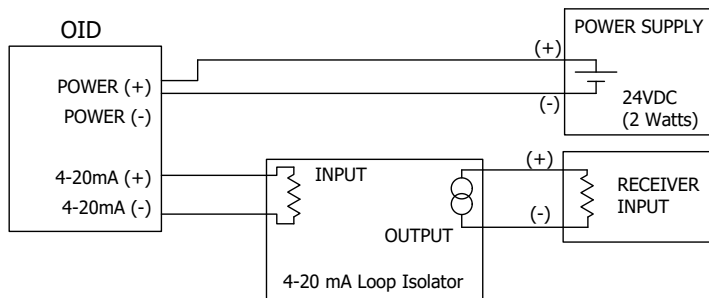 OID
POWER SUPPLY
(+)
POWER (+)
(-)
24VDC
(2 Watts)
POWER (-)
4-20mA (+)
4-20mA (-)
INPUT
OUTPUT
4-20 mA Loop Isolator
(+)
(-)
RECEIVER
INPUT